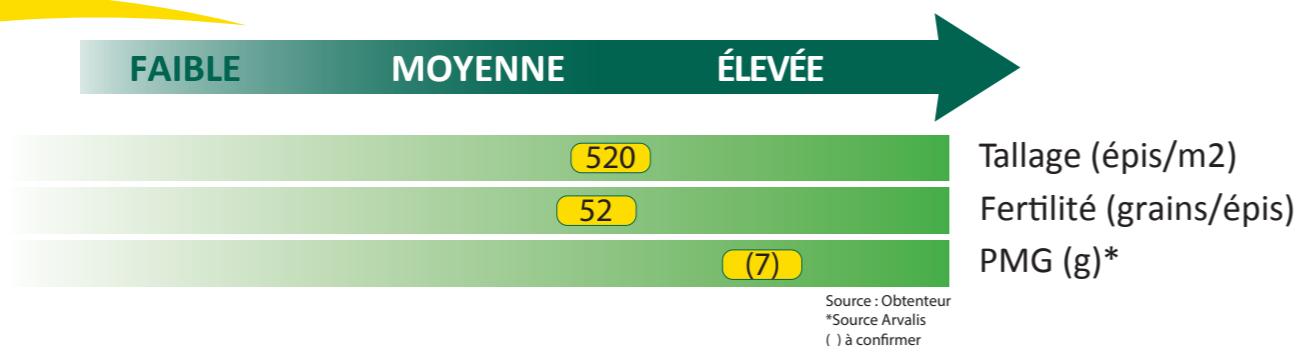 FAIBLE MOYENNE ÉLEVÉE
520 Tallage (épis/m2)
52 Fertilité (grains/épis)
(7) PMG (g)*
Source : Obtenteur
*Source Arvalis
( ) à confirmer